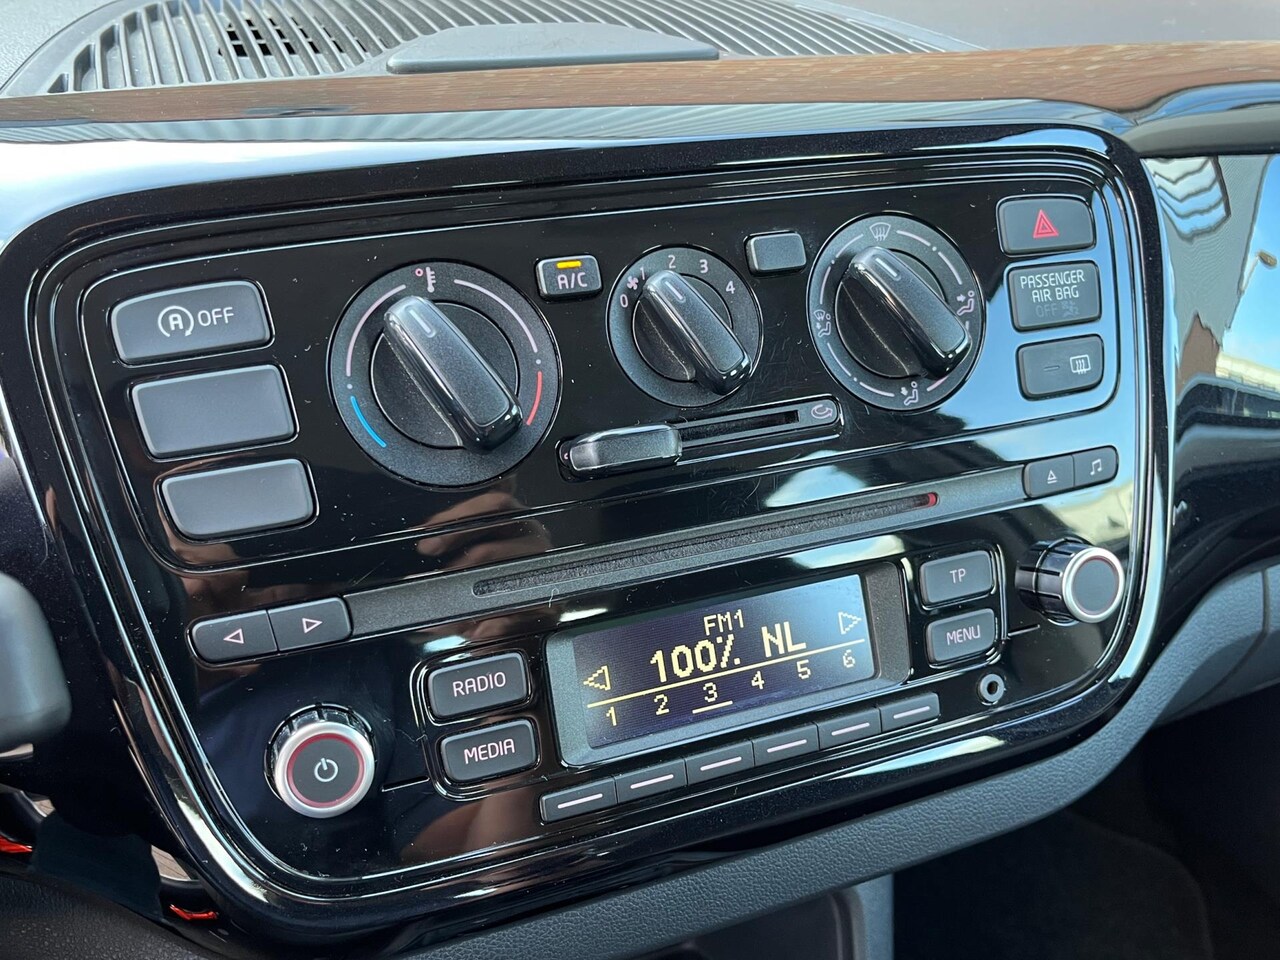 A OFF
A/C
0 1 2 3 4
PASSENGER
AIR BAG
OFF
TP
MENU
RADIO
MEDIA
FM1
100% NL
1 2 3 4 5 6